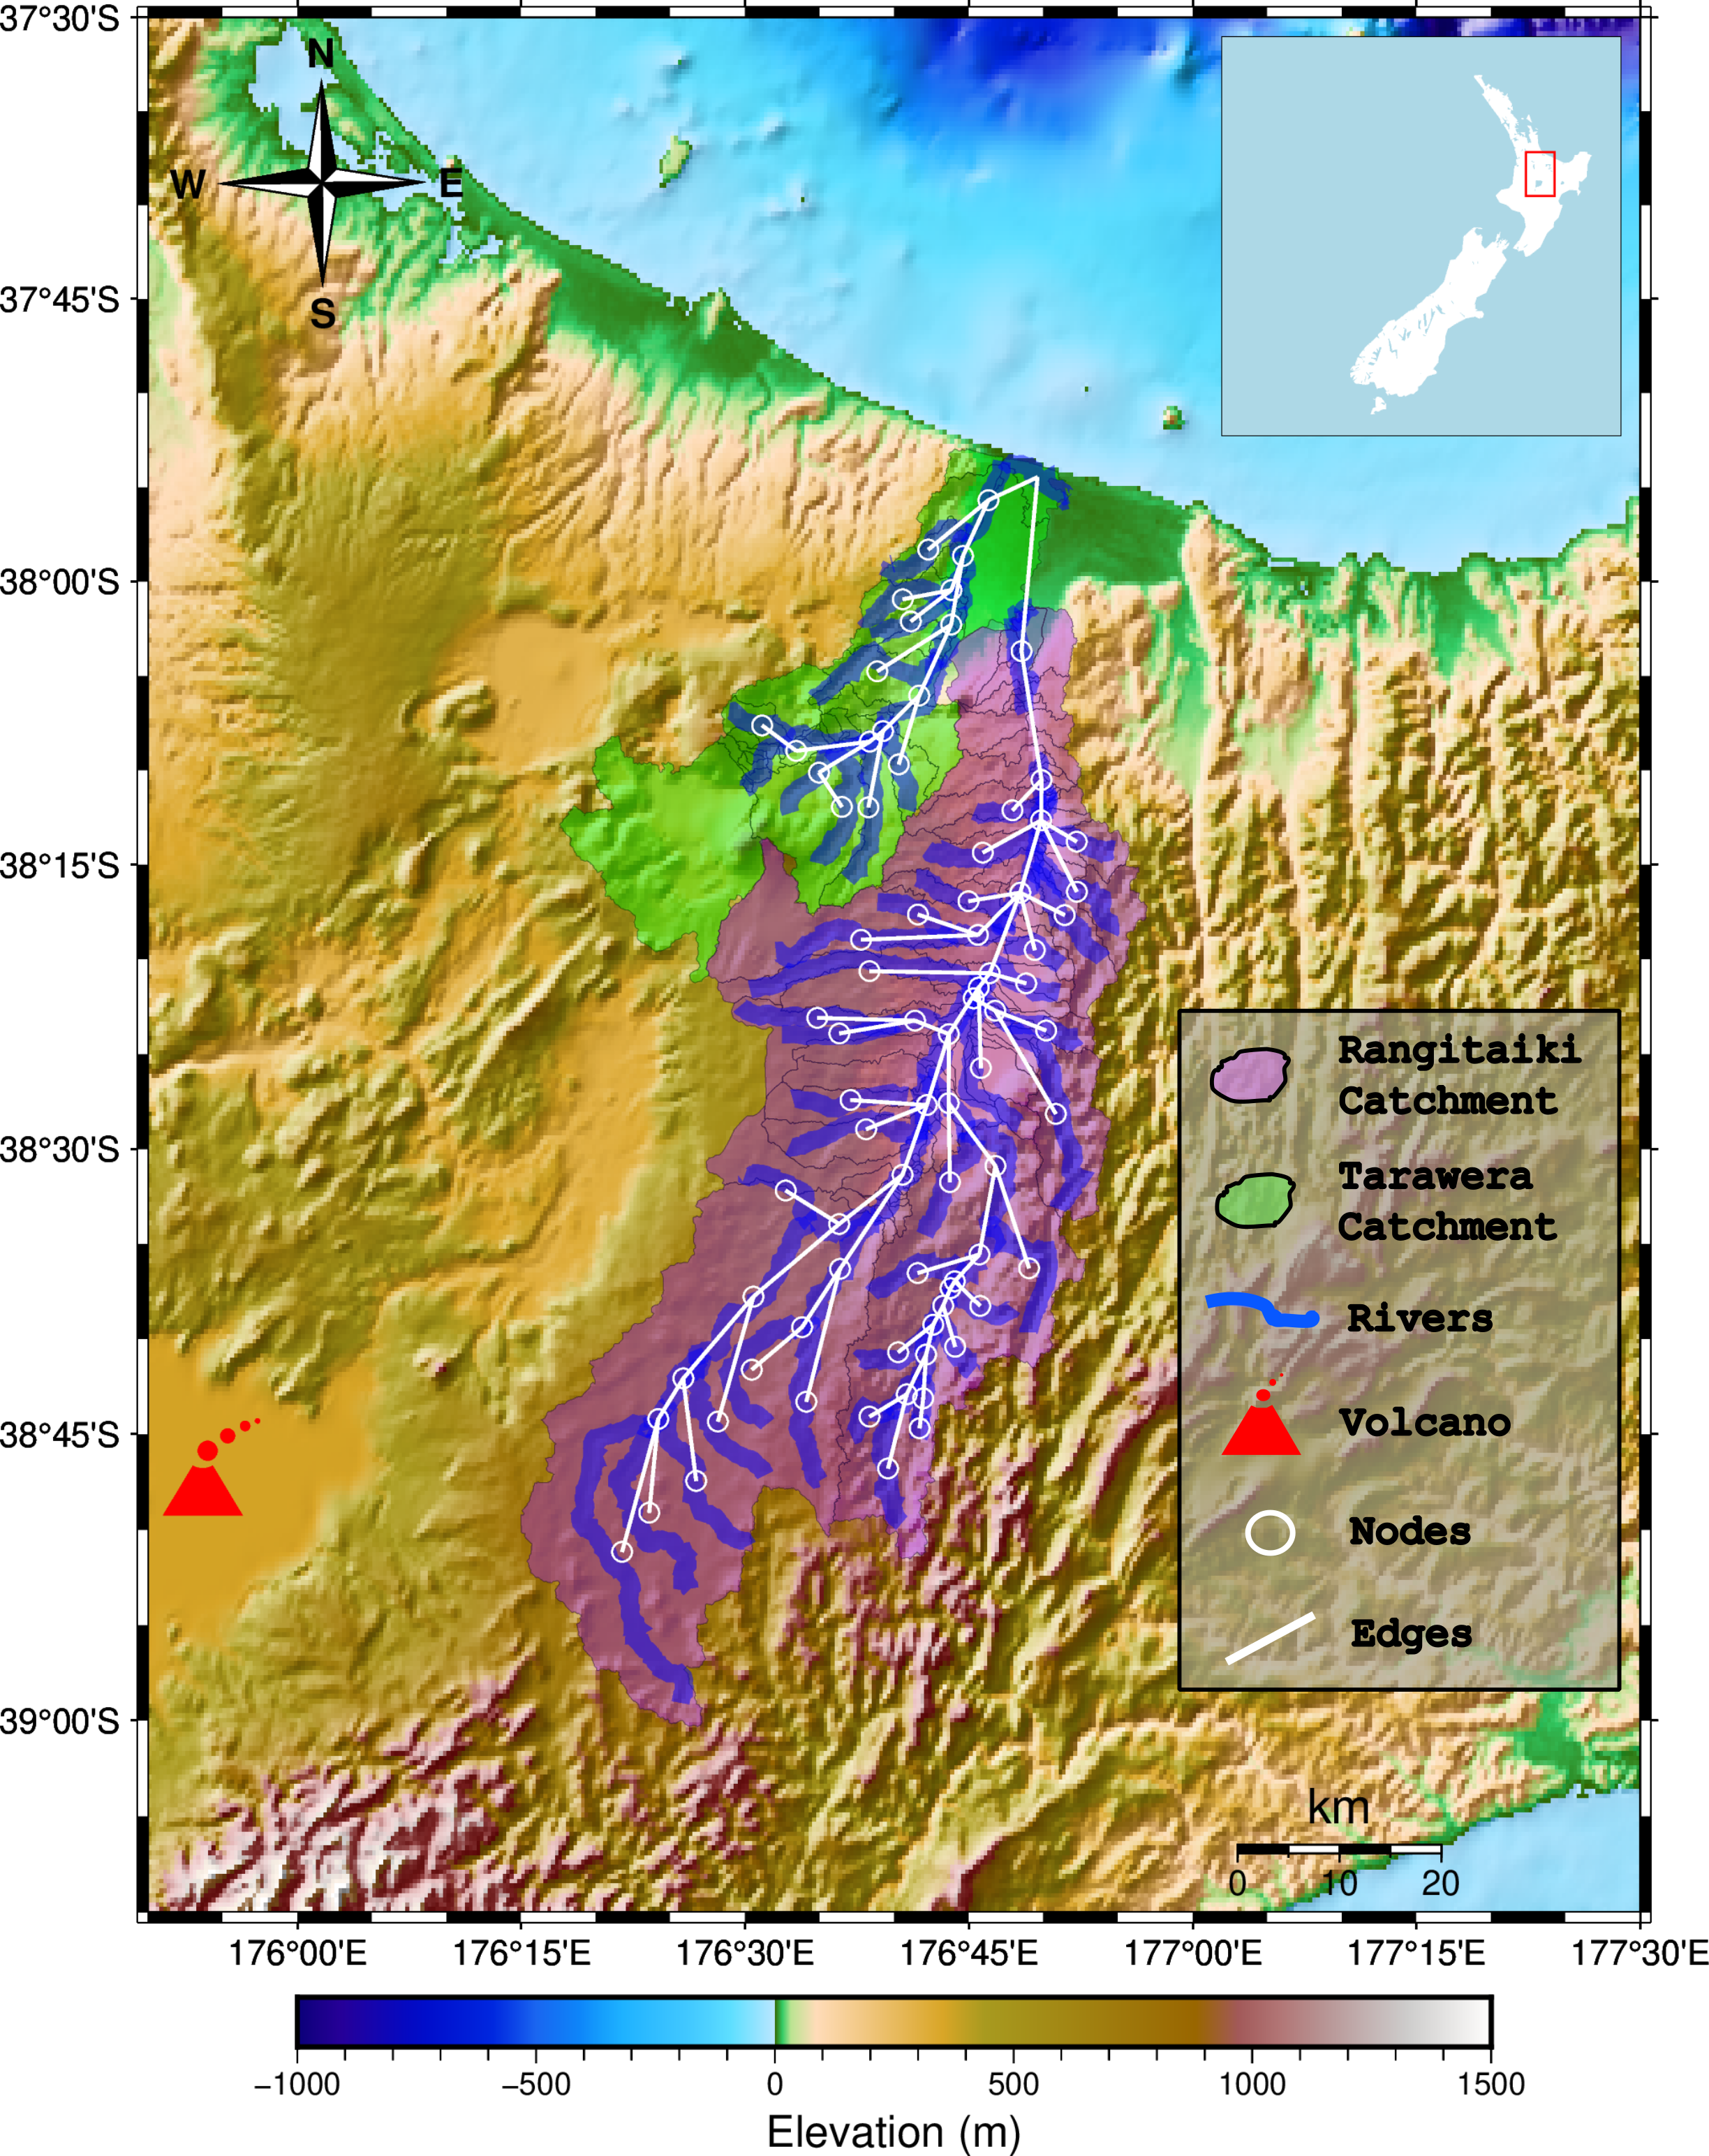 37°30'S
37°45'S
38°00'S
38°15'S
38°30'S
38°45'S
39°00'S
N
W
E
S
Rangitaiki
Catchment
Tarawera
Catchment
Rivers
Volcano
Nodes
Edges
km
0 10 20
176°00'E 176°15'E 176°30'E 176°45'E 177°00'E 177°15'E 177°30'E
−1000 −500 0 500 1000 1500
Elevation (m)